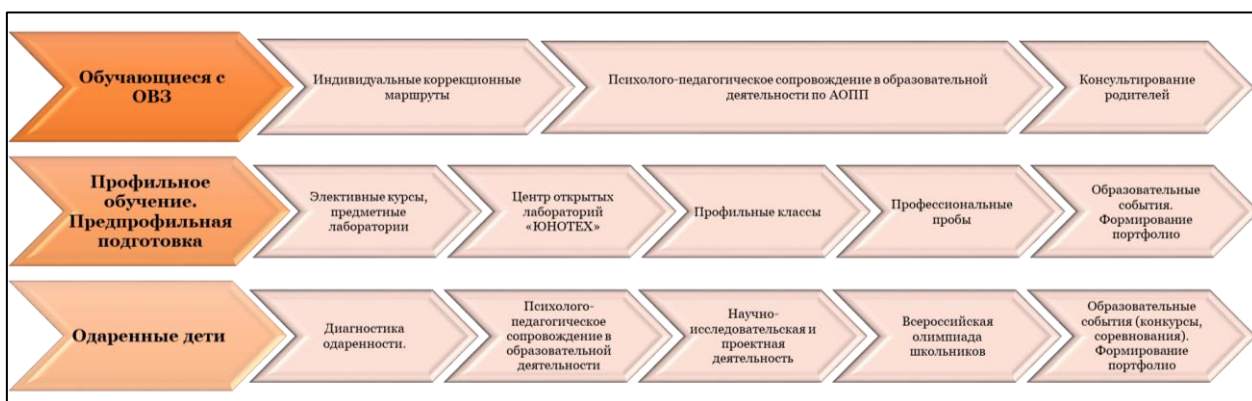 Обучающиеся с
ОВЗ
Индивидуальные коррекционные
маршруты
Психолого-педагогическое сопровождение в образовательной
деятельности по АОПП
Консультирование
родителей
Профильное
обучение.
Предпрофильная
подготовка
Элективные курсы,
предметные
лаборатории
Центр открытых
лабораторий
«ЮНОТЕХ»
Профильные классы
Профессиональные
пробы
Образовательные
события.
Формирование
портфолио
Одаренные дети
Диагностика
одаренности.
Психолого-
педагогическое
сопровождение в
образовательной
деятельности
Научно-
исследовательская и
проектная
деятельность
Всероссийская
олимпиада
школьников
Образовательные
события (конкурсы,
соревнования).
Формирование
портфолио